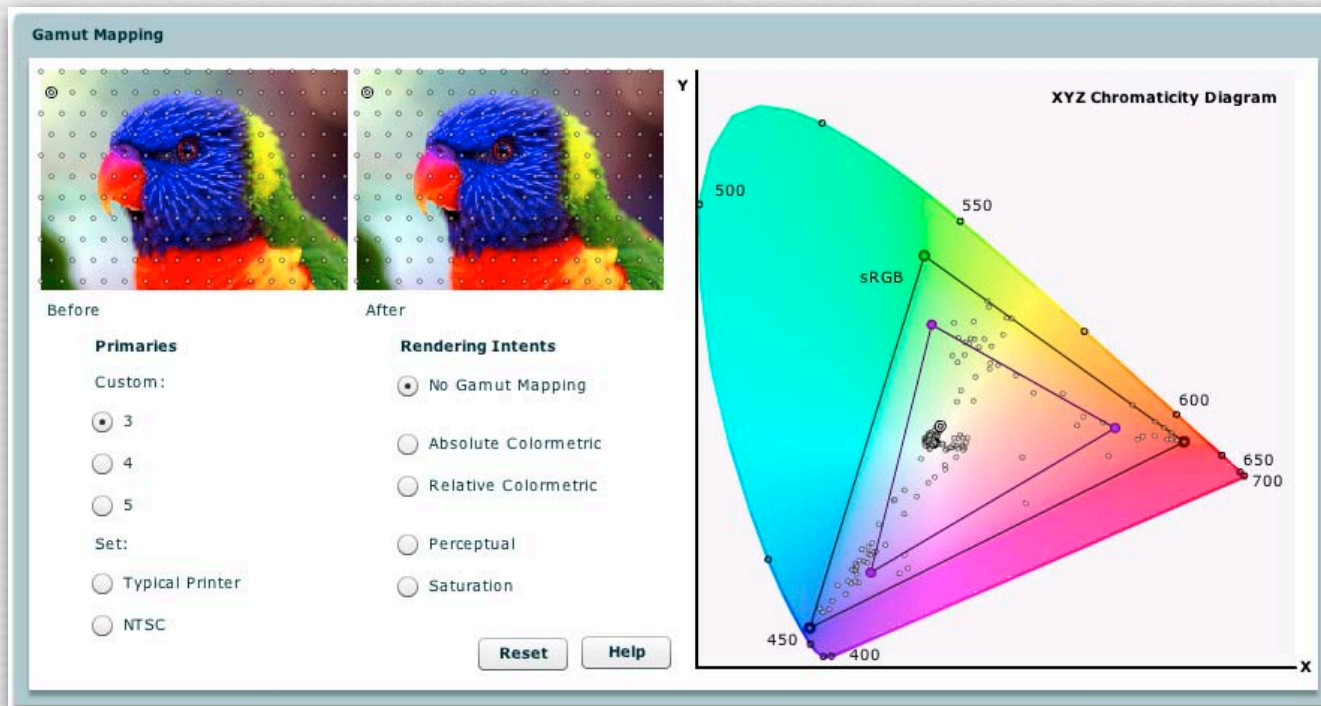 Gamut Mapping
Y
XYZ Chromaticity Diagram
500
550
sRGB
Before
After
Primaries
Rendering Intents
Custom:
No Gamut Mapping
3
600
Absolute Colormetric
4
650
Relative Colormetric
700
5
Set:
Perceptual
Typical Printer
Saturation
NTSC
450
Reset
Help
400
X